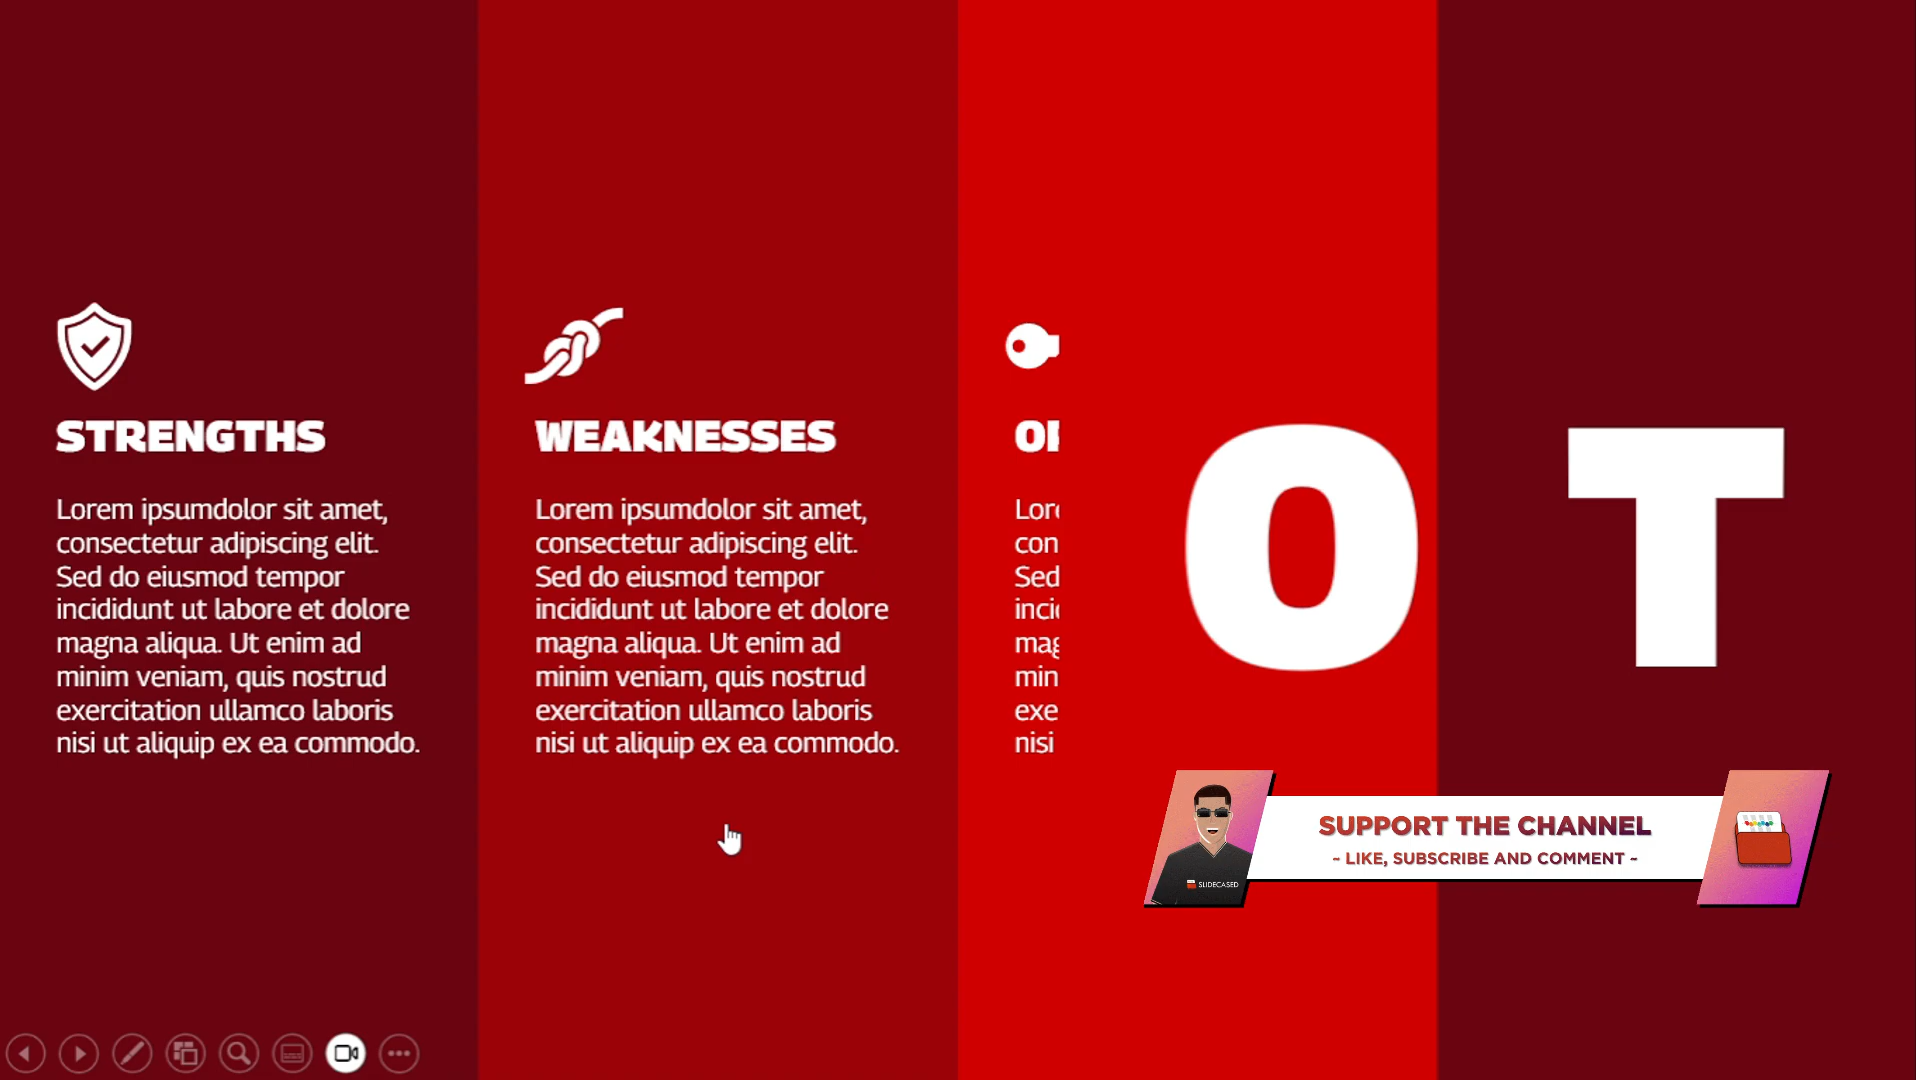 STRENGTHS
Lorem ipsumdolor sit amet,
consectetur adipiscing elit.
Sed do eiusmod tempor
incididunt ut labore et dolore
magna aliqua. Ut enim ad
minim veniam, quis nostrud
exercitation ullamco laboris
nisi ut aliquip ex ea commodo.
WEAKNESSES
Lorem ipsumdolor sit amet,
consectetur adipiscing elit.
Sed do eiusmod tempor
incididunt ut labore et dolore
magna aliqua. Ut enim ad
minim veniam, quis nostrud
exercitation ullamco laboris
nisi ut aliquip ex ea commodo.
Lor
con
Sed
inci
mag
min
exe
nisi
O
T
SUPPORT THE CHANNEL
~ LIKE, SUBSCRIBE AND COMMENT ~
SLIDECASED